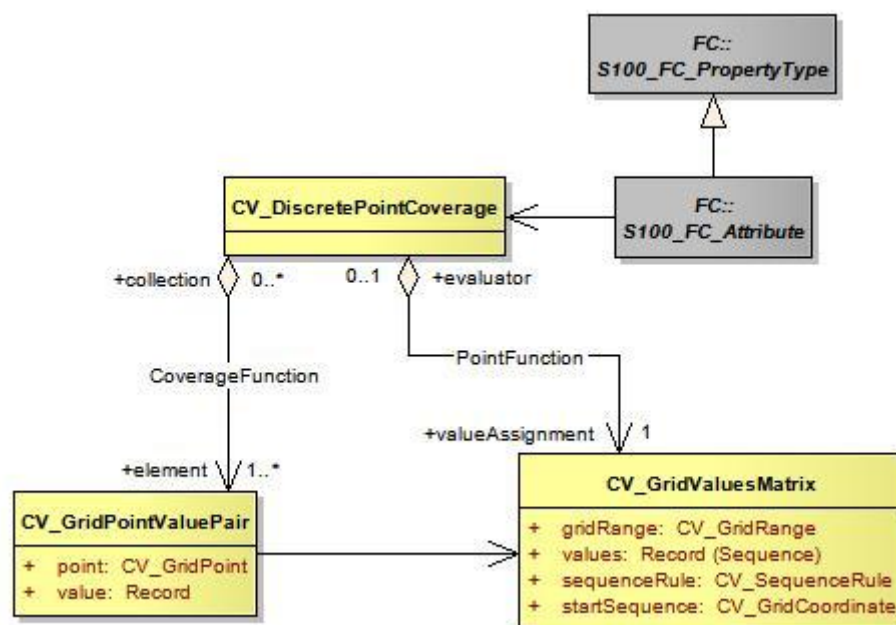 FC::
S100_FC_PropertyType
CV_DiscretePointCoverage
FC::
S100_FC_Attribute
+collection
0..*
0..1
+evaluator
CoverageFunction
PointFunction
+valueAssignment
1
+element
1..*
CV_GridPointValuePair
+ point: CV_GridPoint
+ value: Record
CV_GridValuesMatrix
+ gridRange: CV_GridRange
+ values: Record (Sequence)
+ sequenceRule: CV_SequenceRule
+ startSequence: CV_GridCoordinate